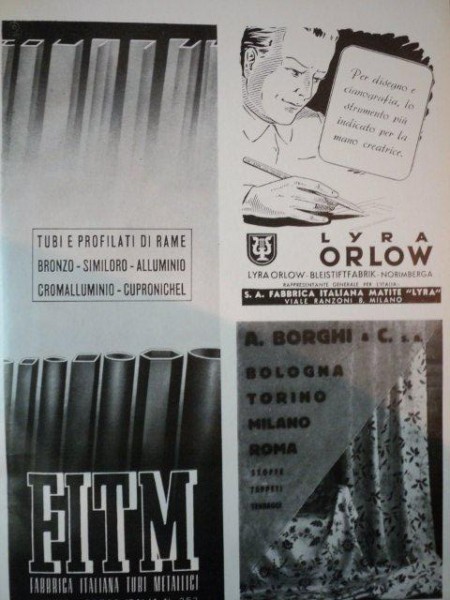 TUBI E PROFILATI DI RAME
BRONZO - SIMILORO - ALLUMINIO
CROMALLUMINIO - CUPRONICHEL
FITM
FABBRICA ITALIANA TUBI METALLICI
Per disegno e
cianografia, lo
strumento più
indicato per la
mano creatrice.
LYRA
ORLOW
LYRA ORLOW - BLEISTIFTFABRIK - NORIMBERGA
RAPPRESENTANTE GENERALE PER L'ITALIA
S. A. FABBRICA ITALIANA MATITE "LYRA"
VIALE RANZONI 8, MILANO
A. BORGHI & C. S. A.
BOLOGNA
TORINO
MILANO
ROMA
STOFFE
TAPPETI
TENDAGGI